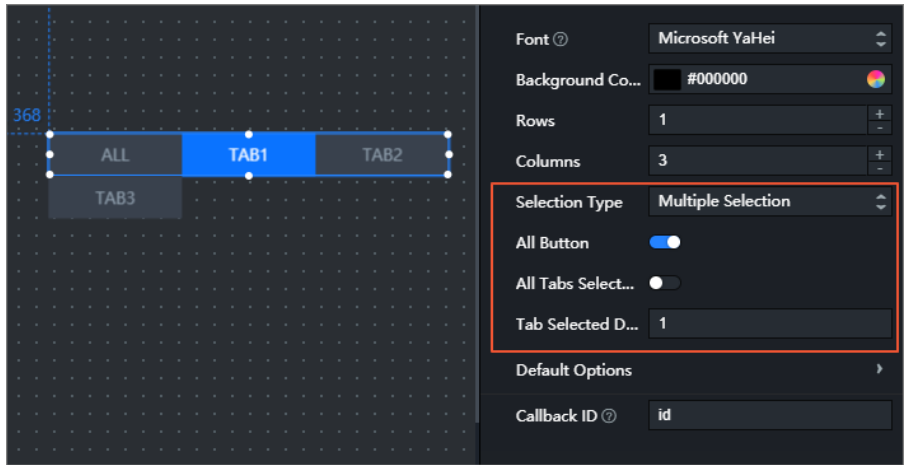 368
ALL TAB1 TAB2
TAB3
Font ? Microsoft YaHei
Background Co... #000000
Rows 1 + -
Columns 3 + -
Selection Type Multiple Selection
All Button
All Tabs Select...
Tab Selected D... 1
Default Options
Callback ID ? id